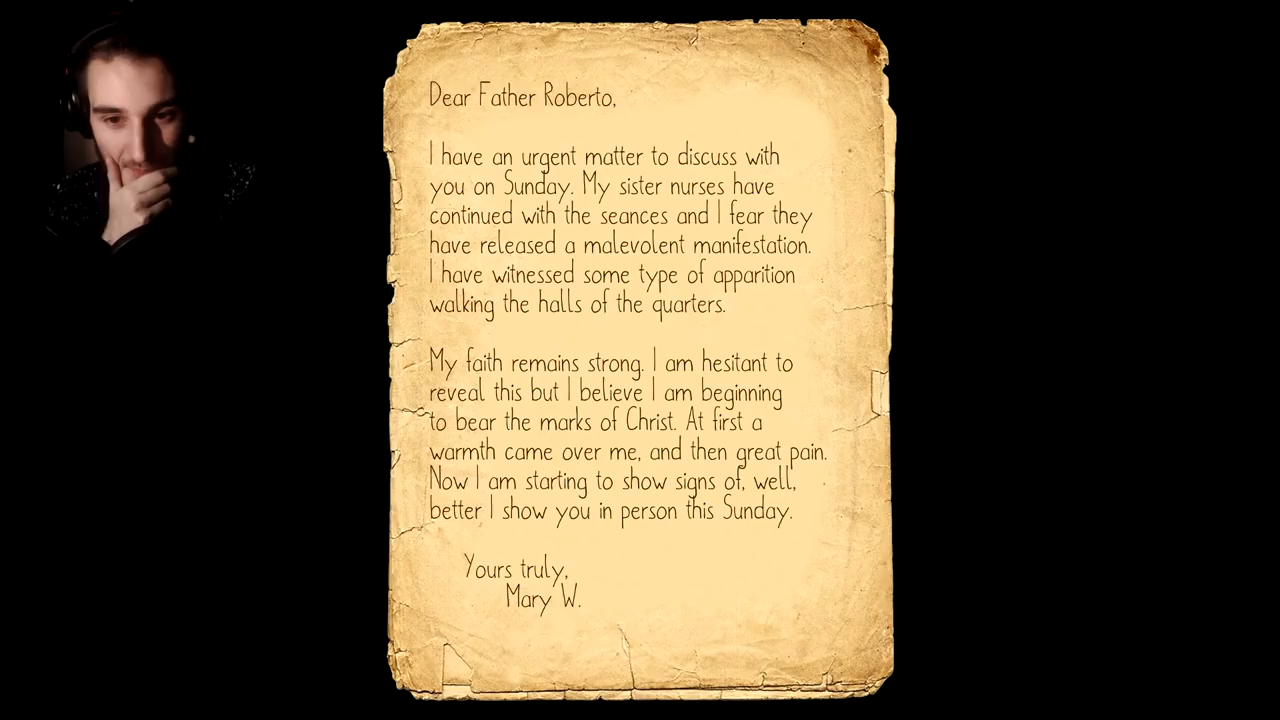 Dear Father Roberto,
I have an urgent matter to discuss with
you on Sunday. My sister nurses have
continued with the seances and I fear they
have released a malevolent manifestation.
I have witnessed some type of apparition
walking the halls of the quarters.
My faith remains strong. I am hesitant to
reveal this but I believe I am beginning
to bear the marks of Christ. At first a
warmth came over me, and then great pain.
Now I am starting to show signs of, well,
better I show you in person this Sunday.
Yours truly,
Mary W.